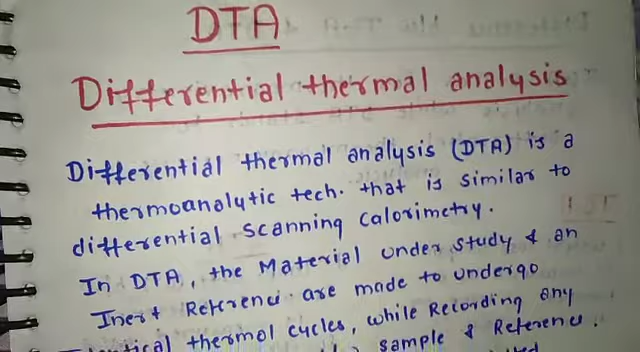 DTA
Differential thermal analysis
Differential thermal analysis (DTA) is a
thermoanalytic tech. that is similar to
differential scanning calorimetry.
In DTA, the Material under study & an
Inert Reference are made to undergo
thermal cycles, while Recording any
sample & Reference.